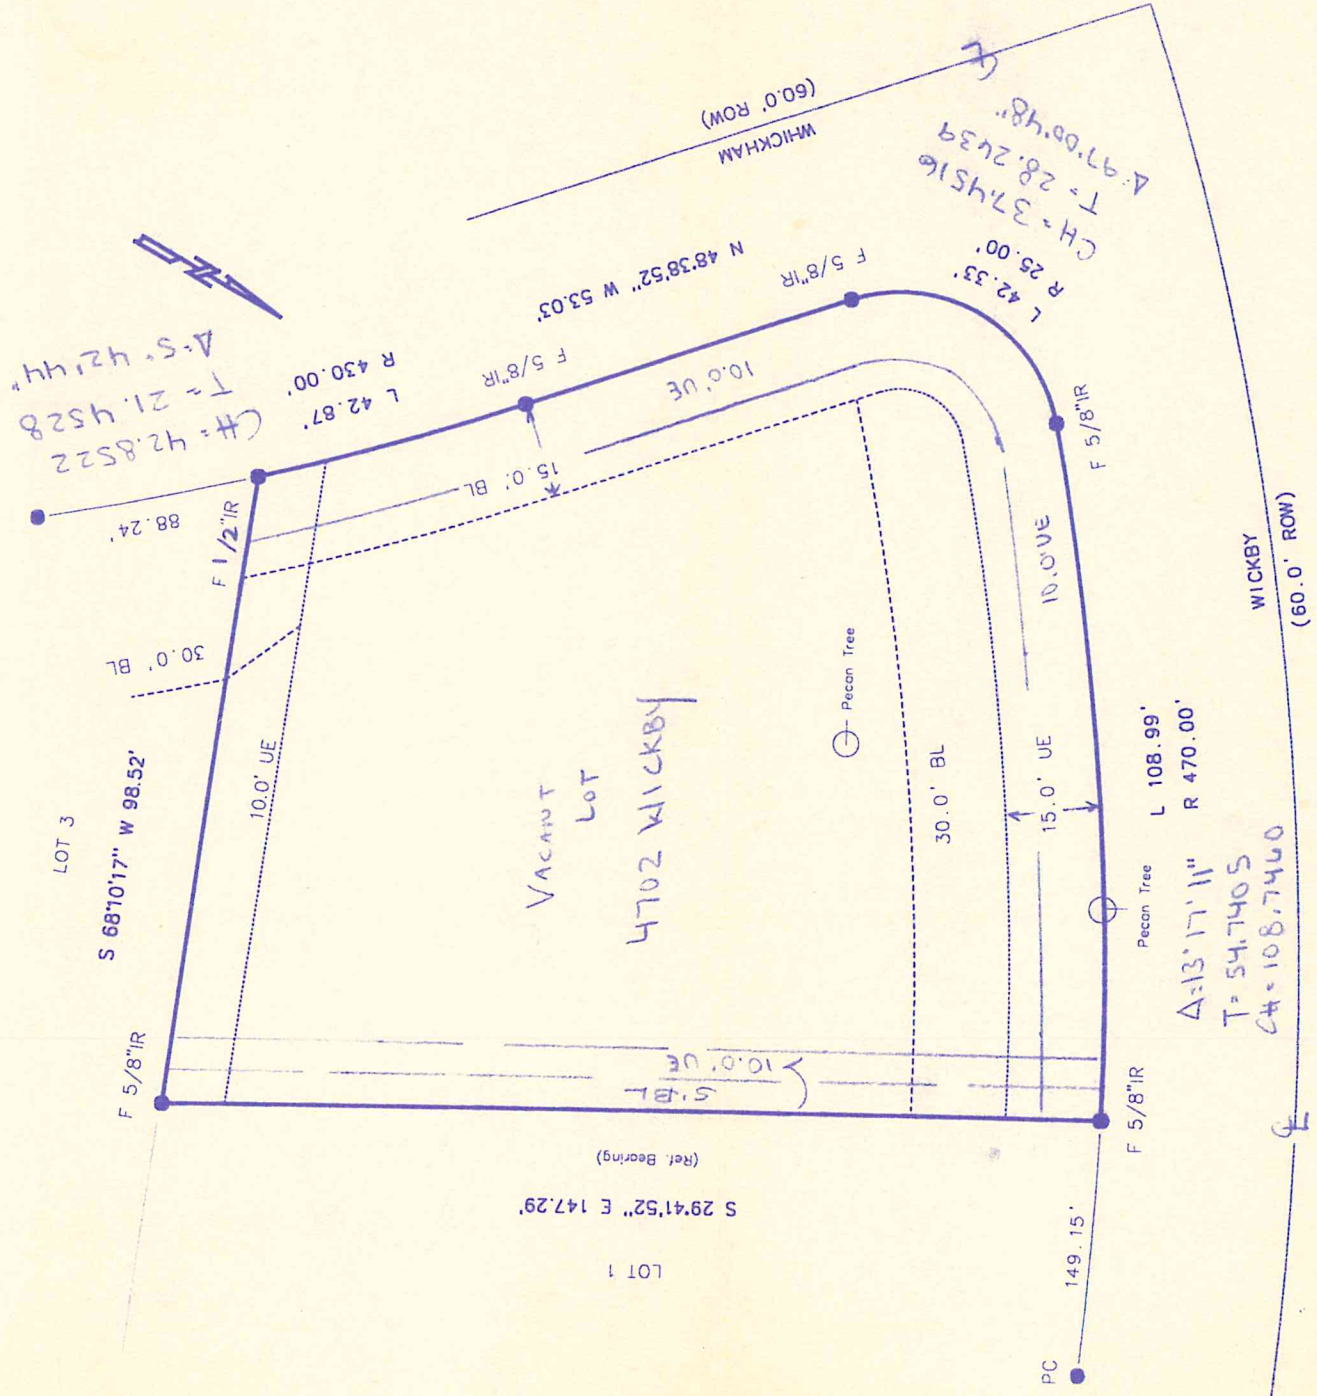 ℄
(60.0' ROW)
WHICKHAM
Δ: 97°00'48"
T = 28.2439
CH = 37.4516
R 25.00'
L 42.33'
N 48°38'52" W 53.03'
F 5/8"IR
Δ: 5° 42' 44"
T = 21.4528
CH = 42.8522
R 430.00'
L 42.87'
F 5/8"IR
88.24'
F 1/2"IR
15.0' BL
10.0' UE
F 5/8"IR
30.0' BL
LOT 3
S 68°10'17" W 98.52'
10.0' UE
F 5/8"IR
VACANT
LOT
4702 WICKBY
Pecan Tree
30.0' BL
10.0' UE
15.0' UE
WICKBY
(60.0' ROW)
L 108.99'
R 470.00'
Pecan Tree
Δ: 13° 17' 11"
T = 54.7405
CH = 108.7460
10.0' UE
5' BL
F 5/8"IR
(Ref. Bearing)
S 29°41'52" E 147.29'
LOT 1
149.15'
PC
℄